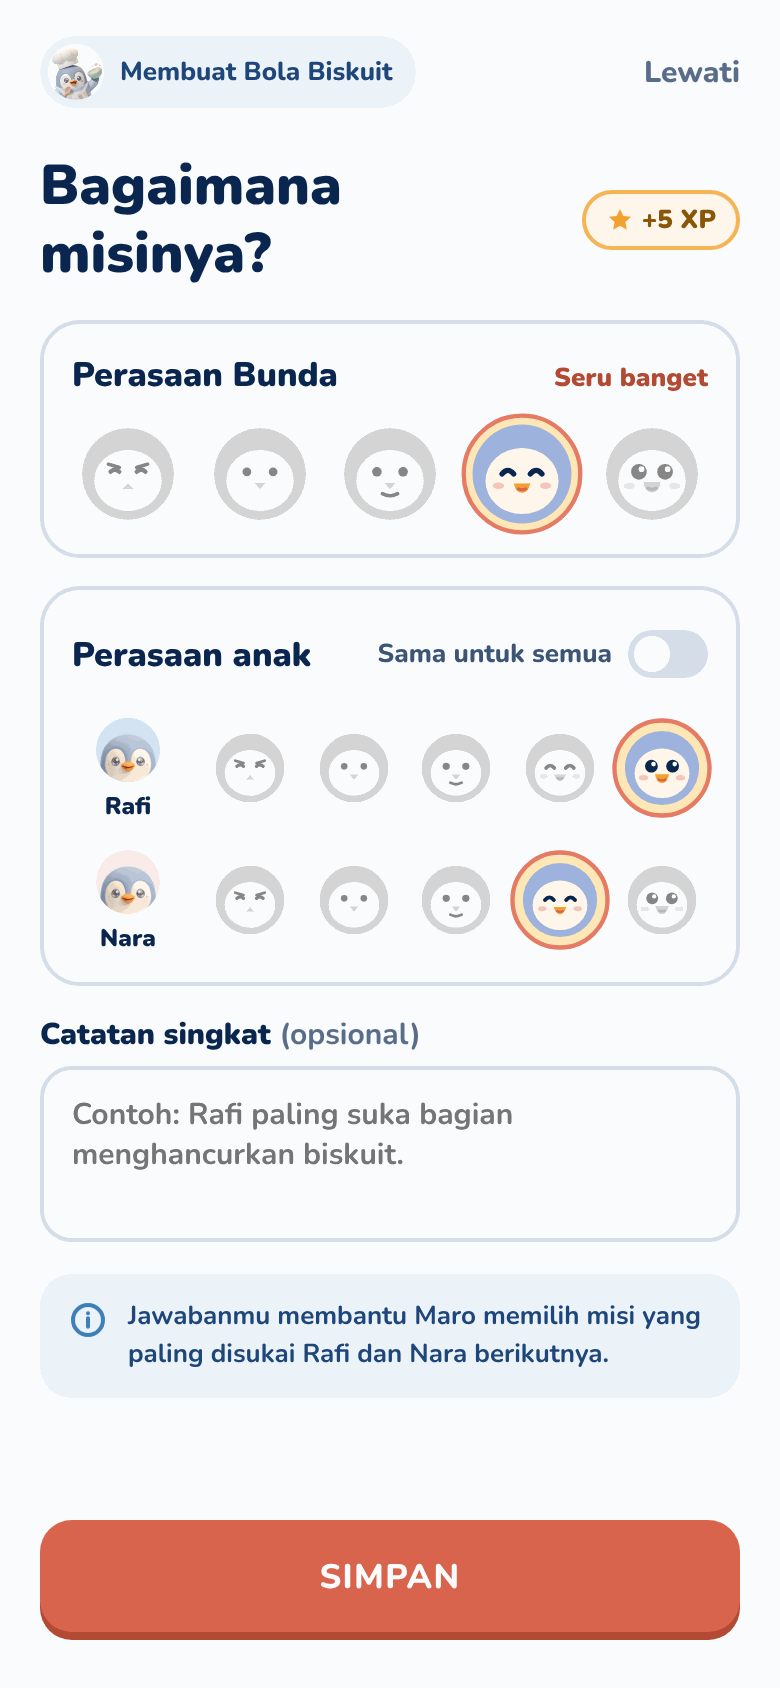 Membuat Bola Biskuit
Lewati
Bagaimana
misinya?
+5 XP
Perasaan Bunda
Seru banget
Perasaan anak
Sama untuk semua
Rafi
Nara
Catatan singkat (opsional)
Contoh: Rafi paling suka bagian
menghancurkan biskuit.
Jawabanmu membantu Maro memilih misi yang
paling disukai Rafi dan Nara berikutnya.
SIMPAN